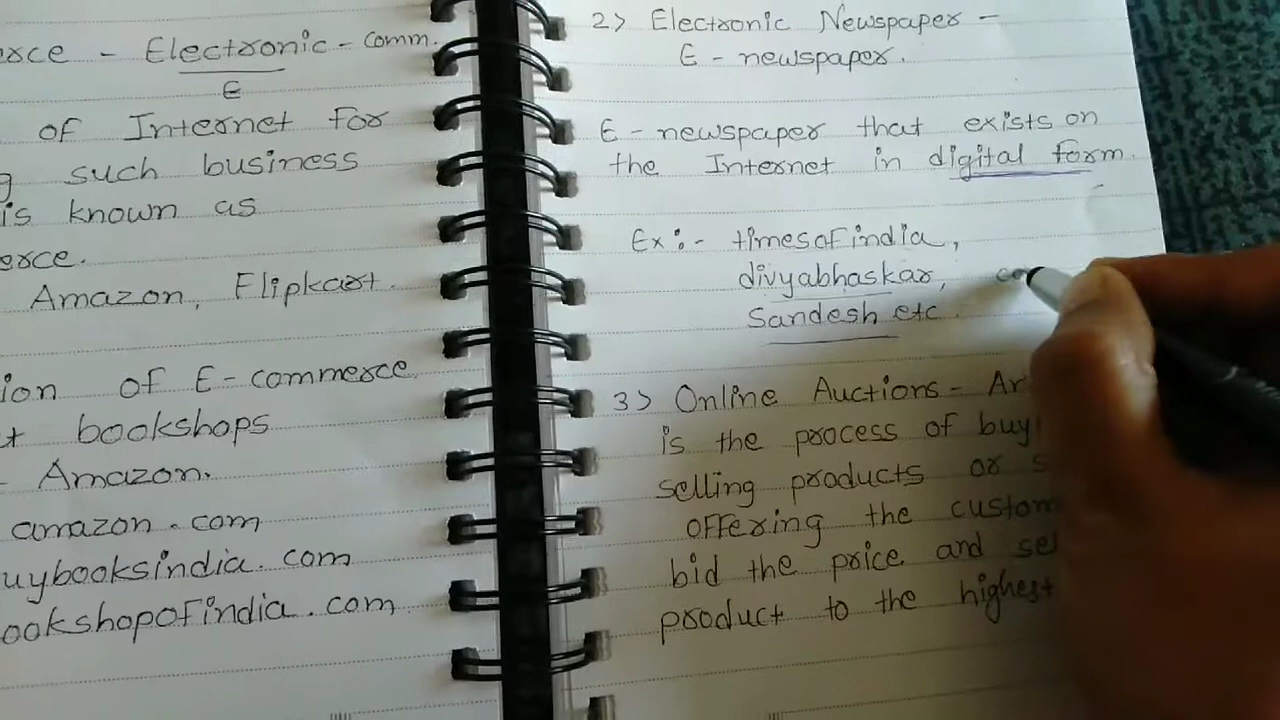 erce - Electronic - Comm.
E
of Internet For
g such business
is known as
erce.
Amazon, Flipkart.
ion of E-commerce
t bookshops
- Amazon.
amazon.com
uybooksindia.com
ookshopofindia.com
2> Electronic Newspaper -
E - newspaper.
E - newspaper that exists on
the Internet in digital form.
Ex:- timesofindia,
divyabhaskar, co
Sandesh etc.
3> Online Auctions - Ar
is the process of buy
selling products or s
offering the custom
bid the price and sel
product to the highest